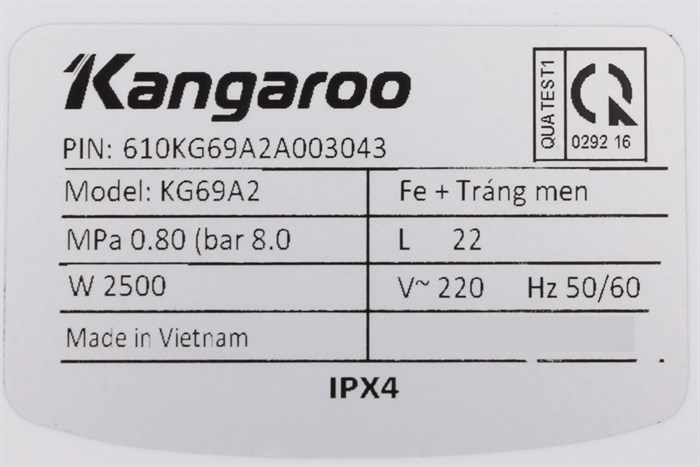 Kangaroo
QUATEST1
0292 16
PIN: 610KG69A2A003043
Model: KG69A2 Fe + Tráng men
MPa 0.80 (bar 8.0 L 22
W 2500 V~ 220 Hz 50/60
Made in Vietnam
IPX4